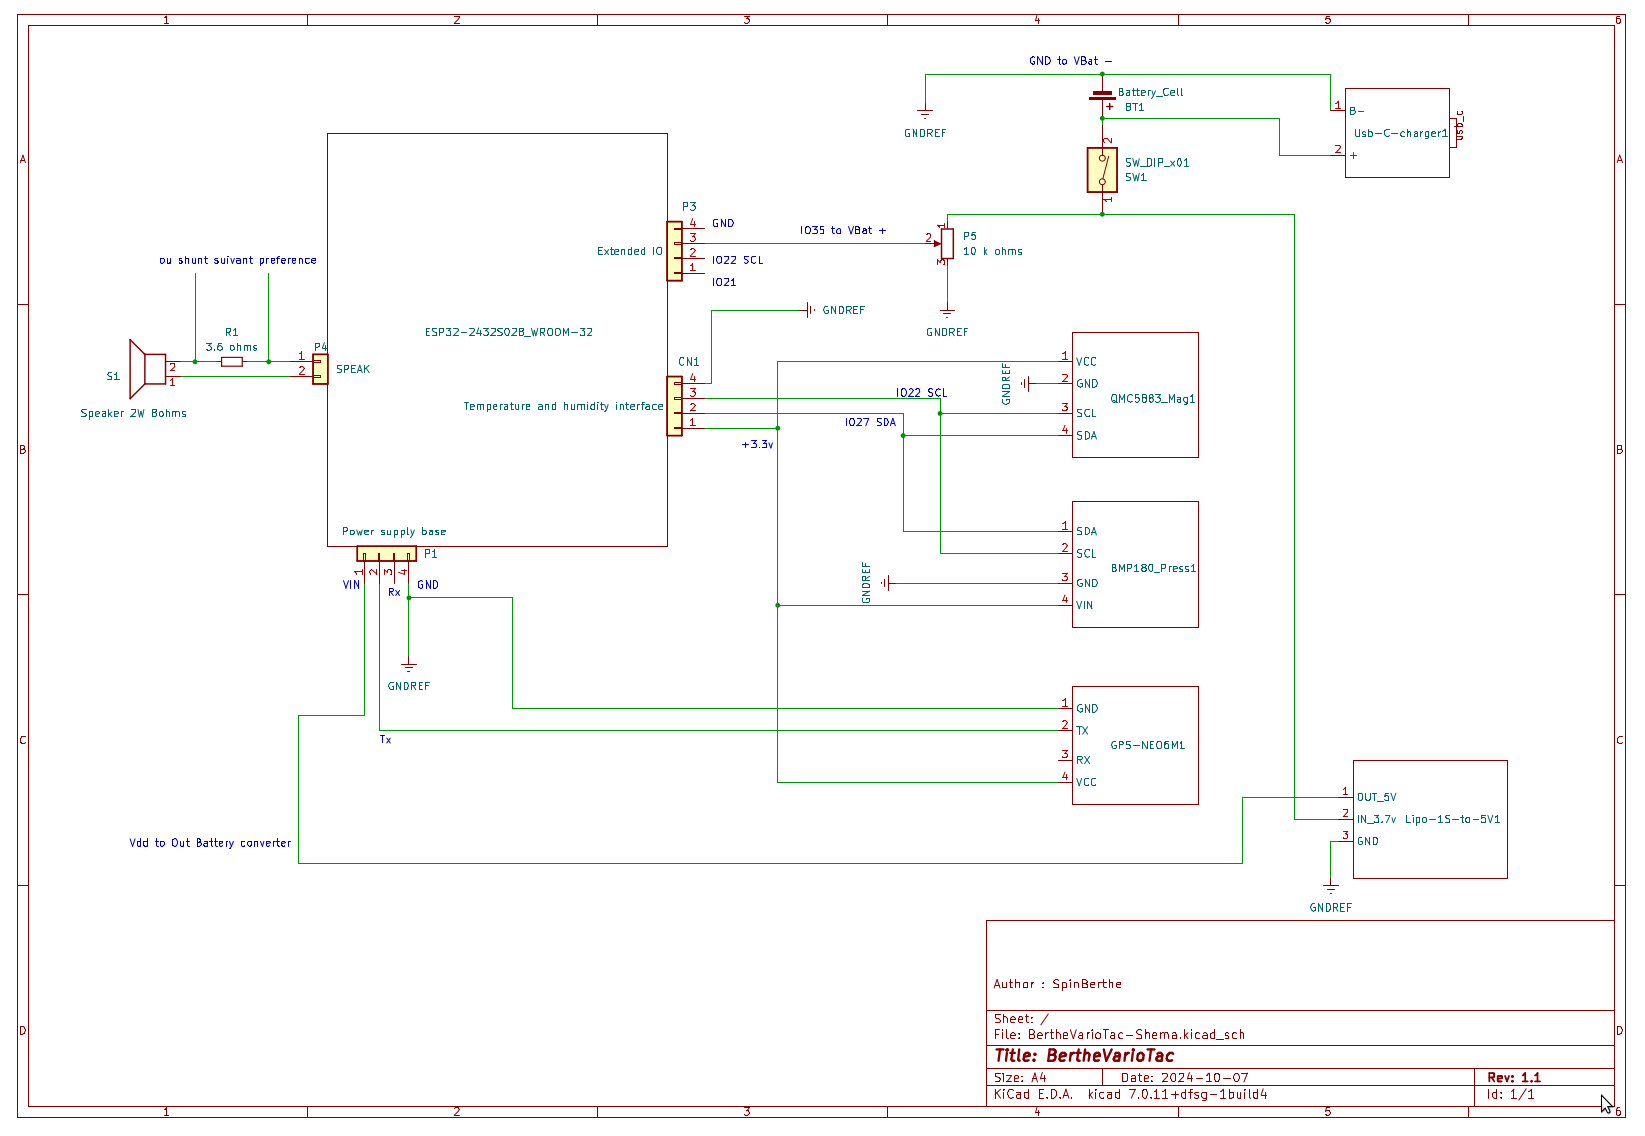 1 2 3 4 5 6
GND to VBat -
Battery_Cell
+ BT1
1 B-
Usb-C-charger1
usb_c
2 +
GNDREF
2
SW_DIP_x01
SW1
1
A A
P3
4 GND
3 IO35 to VBat +
Extended IO
2 IO22 SCL
1 IO21
1
2 P5
10 k ohms
3
GNDREF
ou shunt suivant preference
GNDREF
ESP32-2432S028_WROOM-32
R1
3.6 ohms
P4
1
2
SPEAK
S1
2
1
Speaker 2W 8ohms
CN1
4
3 IO22 SCL
Temperature and humidity interface
2 IO27 SDA
1
+3.3v
GNDREF
1 VCC
2 GND
QMC5883_Mag1
3 SCL
4 SDA
B B
Power supply base
P1
1 2 3 4
VIN Rx GND
GNDREF
1 SDA
2 SCL
BMP180_Press1
3 GND
4 VIN
GNDREF
1 GND
2 TX
GPS-NEO6M1
3 RX
4 VCC
Tx
C C
1 OUT_5V
2 IN_3.7v Lipo-1S-to-5V1
3 GND
GNDREF
Vdd to Out Battery converter
Author : SpinBerthe
Sheet: /
File: BertheVarioTac-Shema.kicad_sch
Title: BertheVarioTac
Size: A4 Date: 2024-10-07 Rev: 1.1
KiCad E.D.A. kicad 7.0.11+dfsg-1build4 Id: 1/1
D D
1 2 3 4 5 6